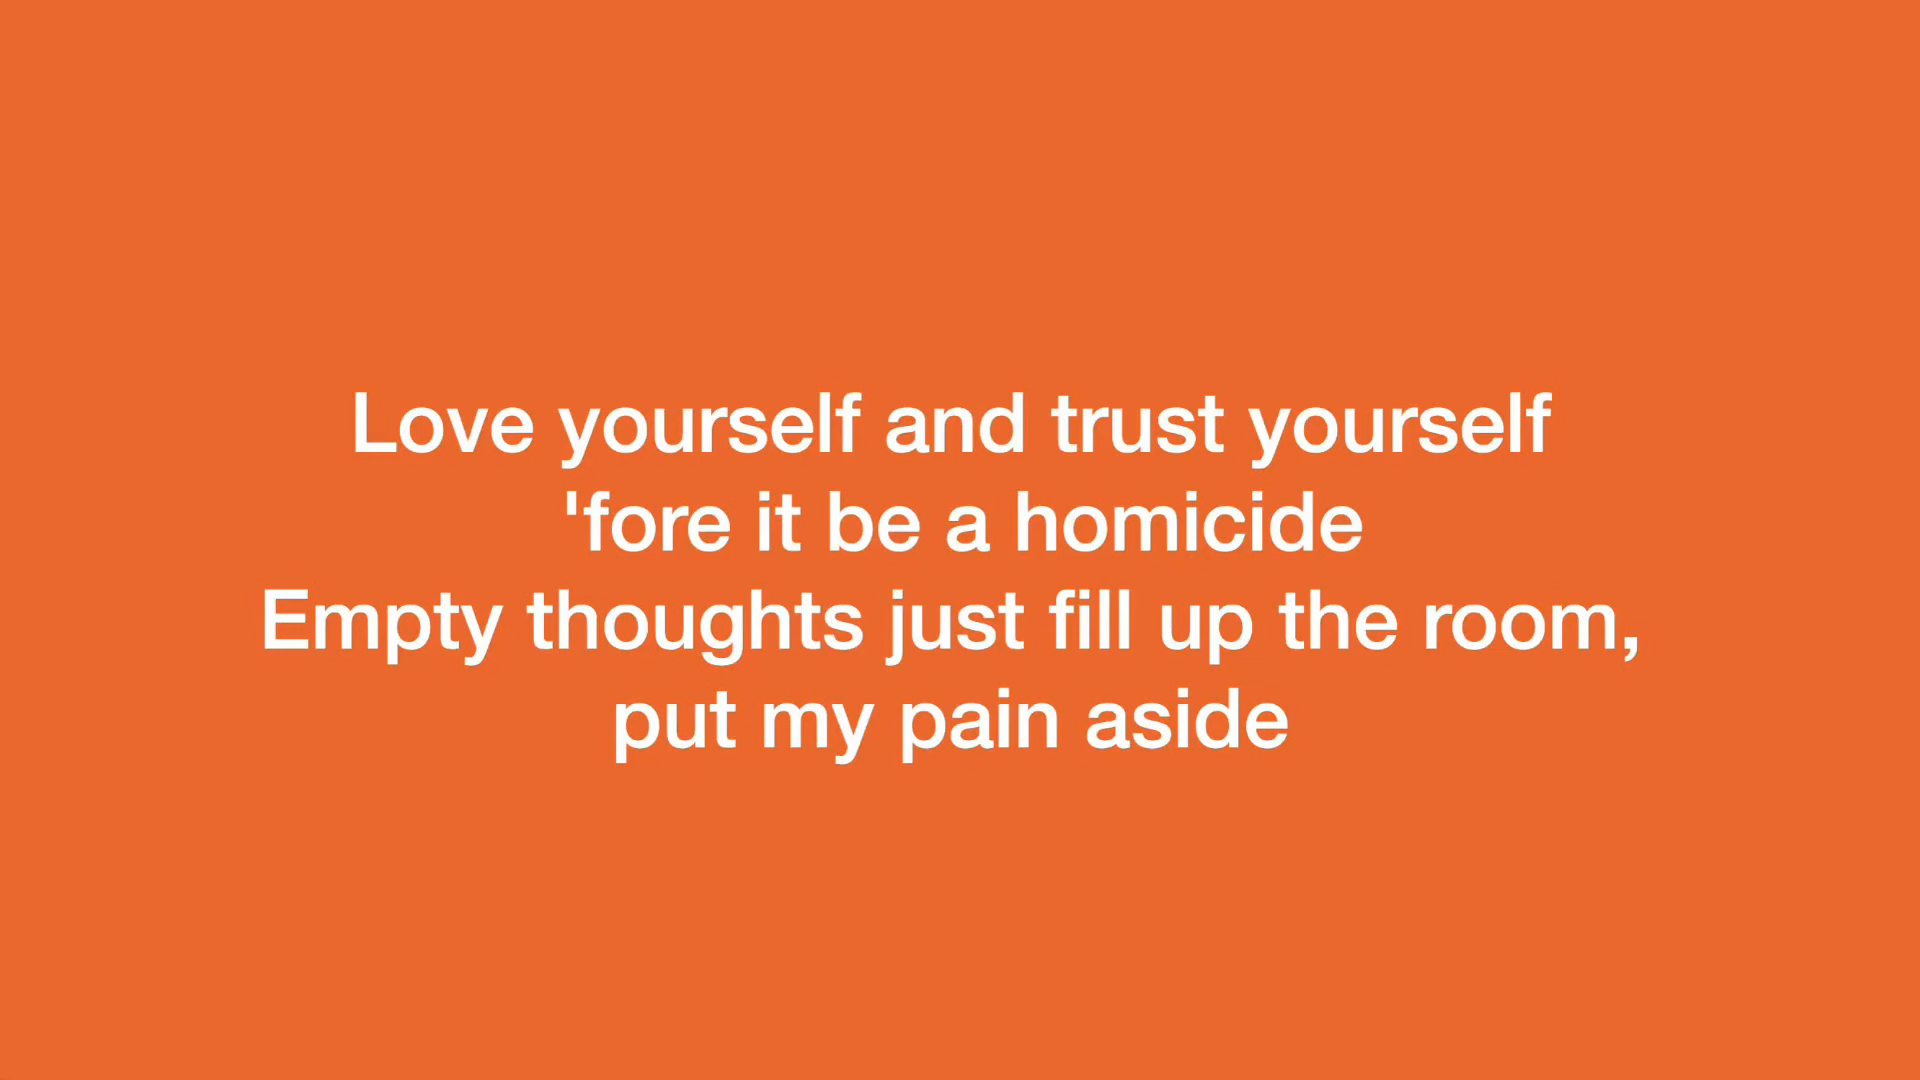 Love yourself and trust yourself
'fore it be a homicide
Empty thoughts just fill up the room,
put my pain aside